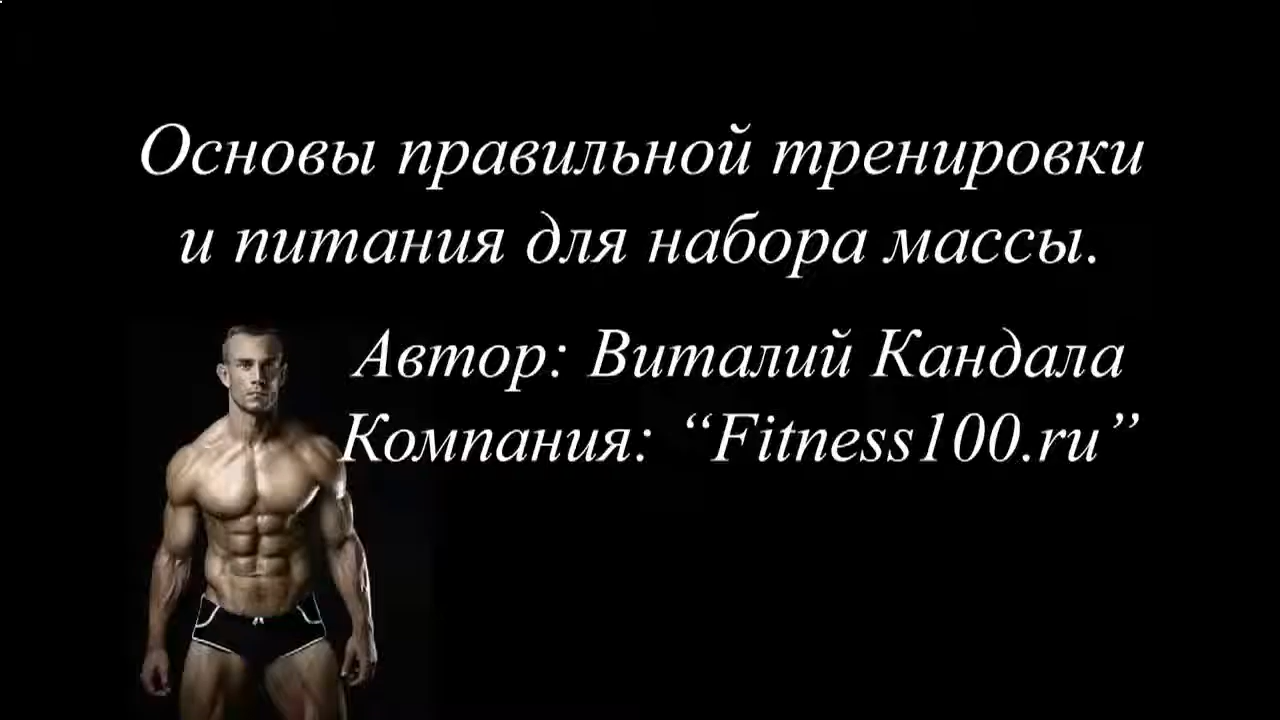 Основы правильной тренировки
и питания для набора массы.
Автор: Виталий Кандала
Компания: “Fitness100.ru”